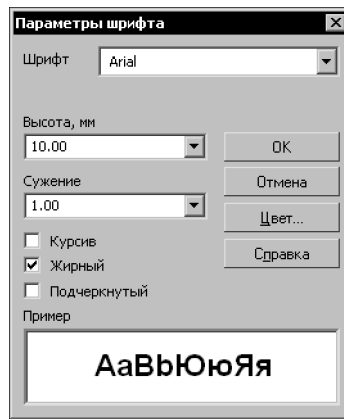 Параметры шрифта
Шрифт Arial
Высота, мм
10.00 OK
Сужение Отмена
1.00 Цвет...
Курсив Справка
Жирный
Подчеркнутый
Пример
АаВbЮюЯя